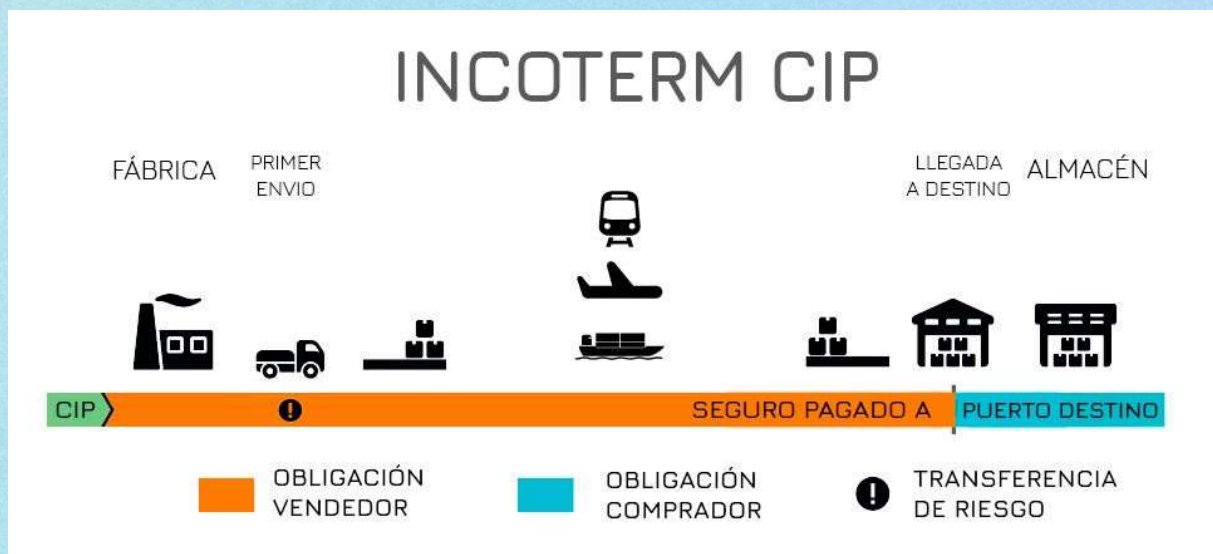 INCOTERM CIP
FÁBRICA
PRIMER
ENVIO
LLEGADA
A DESTINO
ALMACÉN
CIP
SEGURO PAGADO A
PUERTO DESTINO
OBLIGACIÓN
VENDEDOR
OBLIGACIÓN
COMPRADOR
TRANSFERENCIA
DE RIESGO